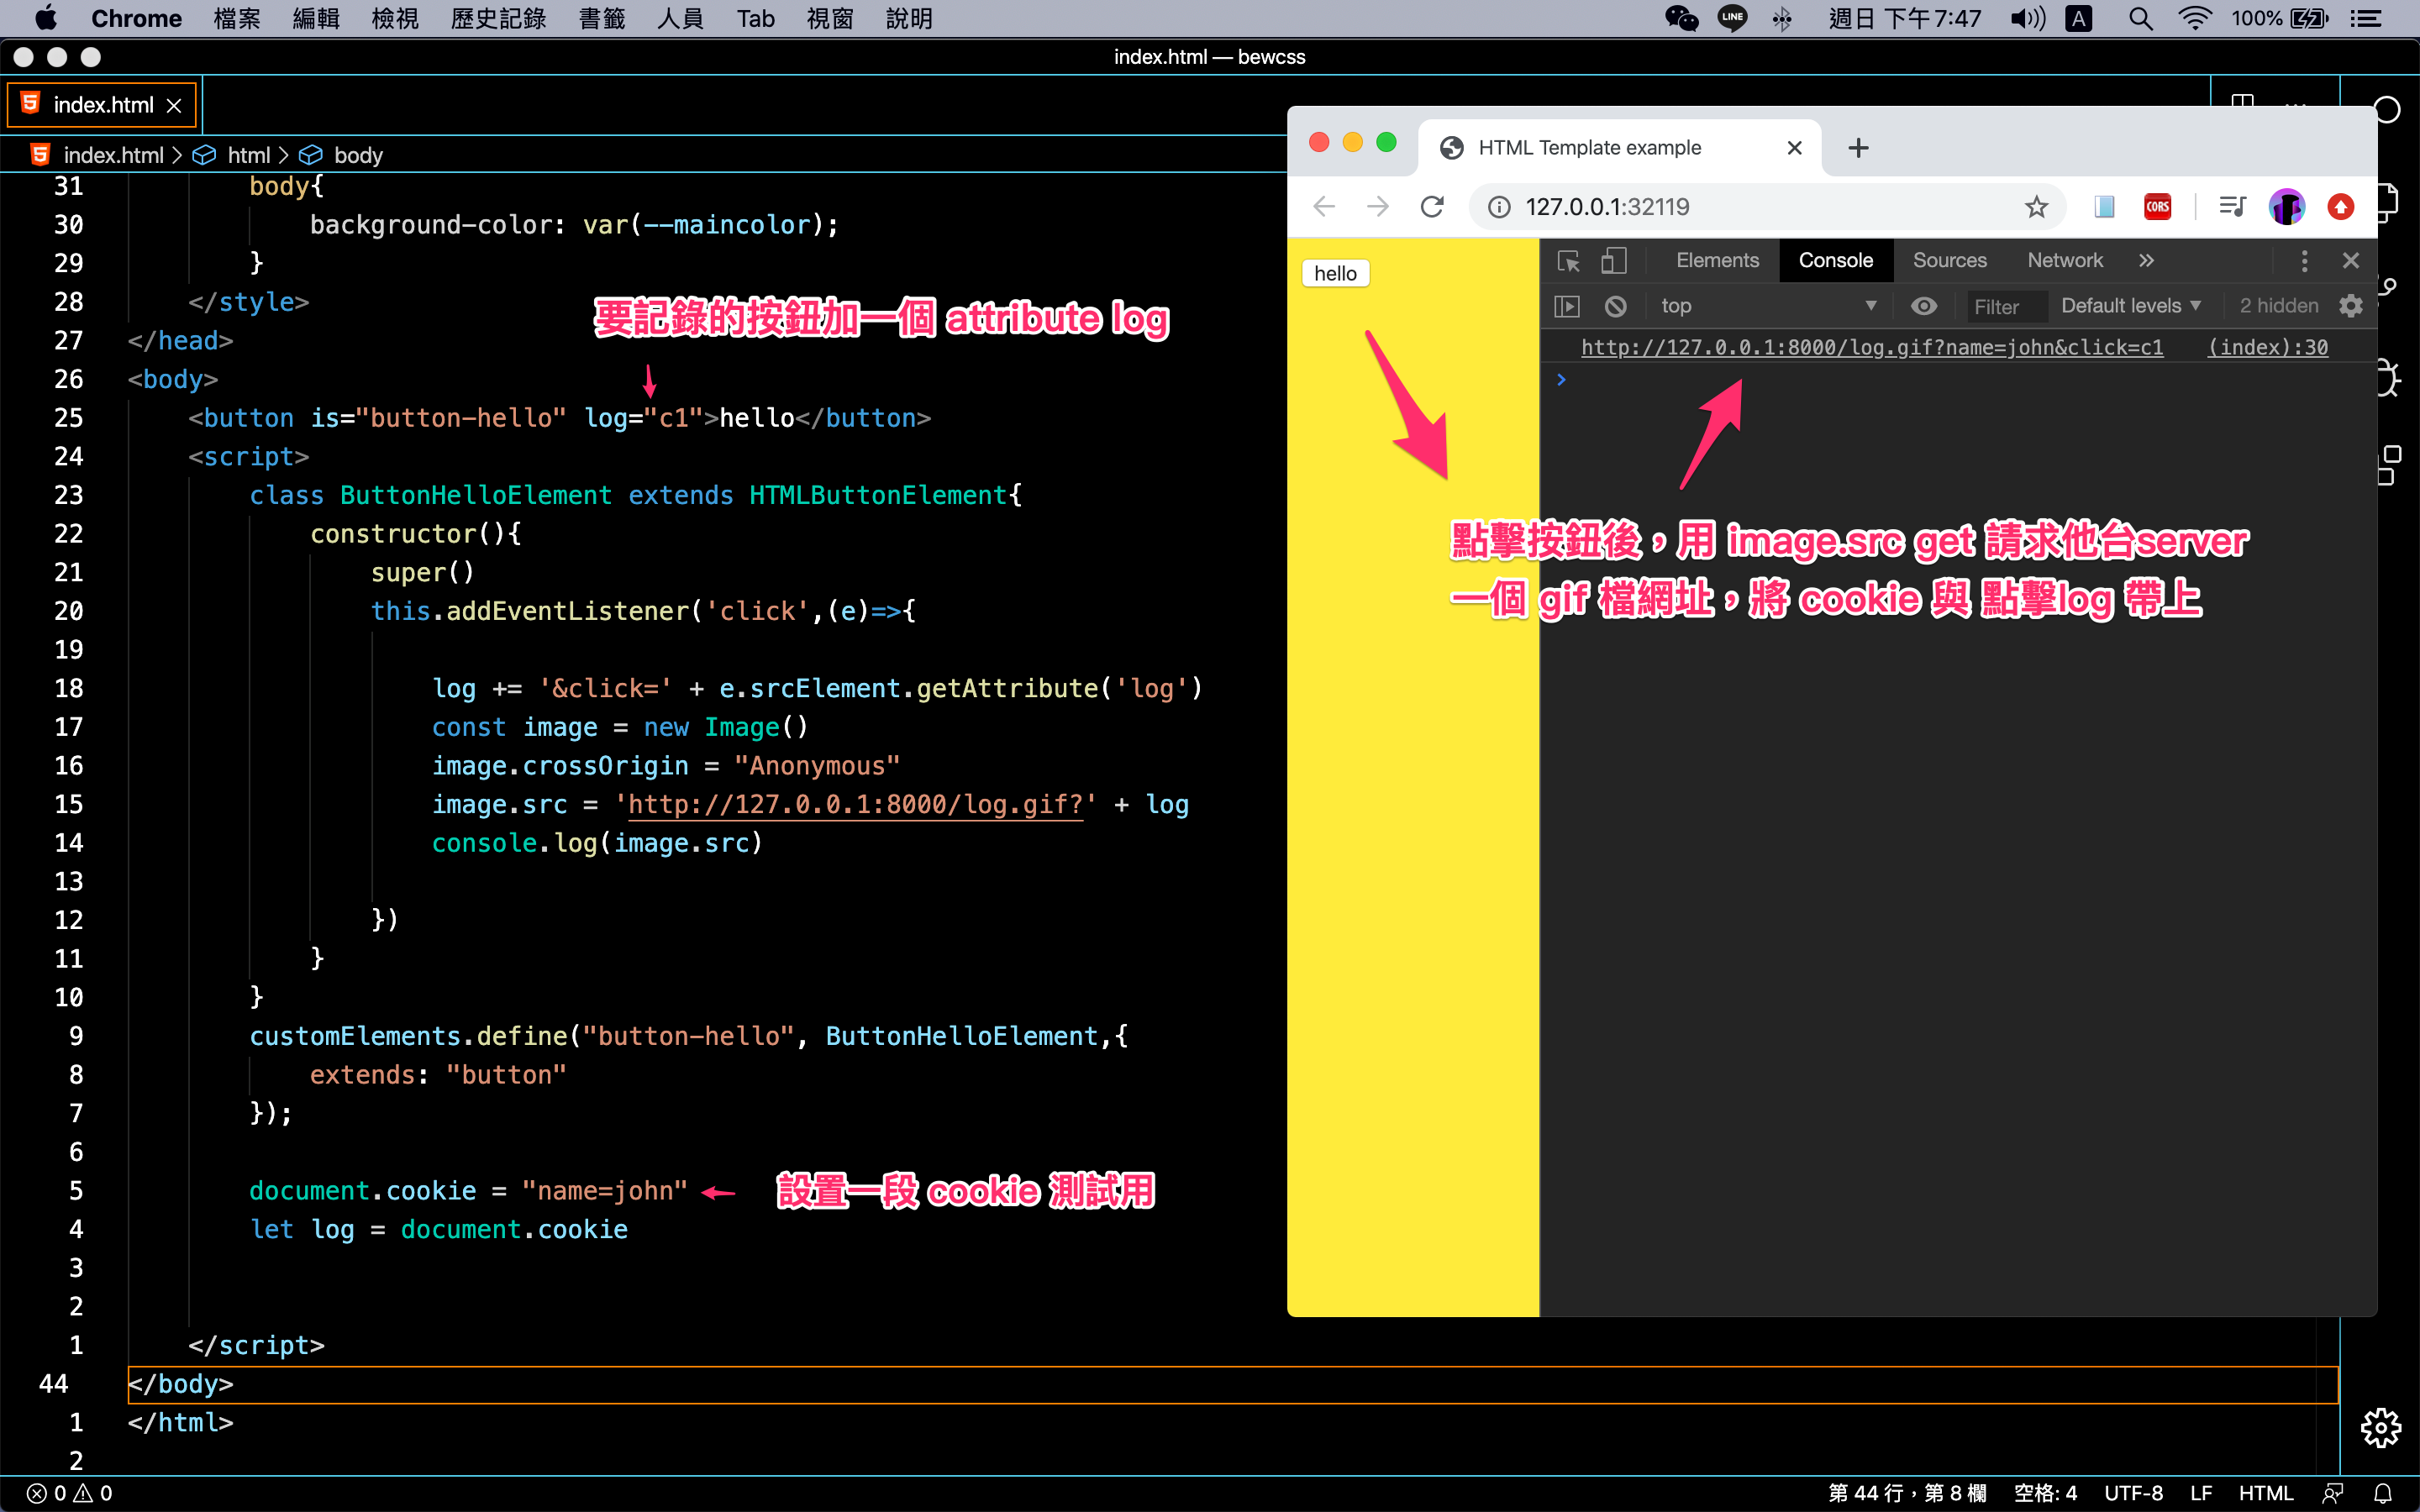 Chrome 檔案 編輯 檢視 歷史記錄 書籤 人員 Tab 視窗 說明 LINE 週日 下午7:47 A 100%
index.html — bewcss
index.html
index.html > html > body
31 body{
30 background-color: var(--maincolor);
29 }
28 </style>
27 </head>
26 <body>
25 <button is="button-hello" log="c1">hello</button>
24 <script>
23 class ButtonHelloElement extends HTMLButtonElement{
22 constructor(){
21 super()
20 this.addEventListener('click',(e)=>{
19
18 log += '&click=' + e.srcElement.getAttribute('log')
17 const image = new Image()
16 image.crossOrigin = "Anonymous"
15 image.src = 'http://127.0.0.1:8000/log.gif?' + log
14 console.log(image.src)
13
12 })
11 }
10 }
9 customElements.define("button-hello", ButtonHelloElement,{
8 extends: "button"
7 });
6
5 document.cookie = "name=john"
4 let log = document.cookie
3
2
1 </script>
44 </body>
1 </html>
2
要記錄的按鈕加一個 attribute log
設置一段 cookie 測試用
HTML Template example
127.0.0.1:32119
CORS
hello
Elements Console Sources Network »
top Filter Default levels 2 hidden
http://127.0.0.1:8000/log.gif?name=john&click=c1 (index):30
點擊按鈕後，用 image.src get 請求他台server
一個 gif 檔網址，將 cookie 與 點擊log 帶上
0 0 第 44 行，第 8 欄 空格: 4 UTF-8 LF HTML